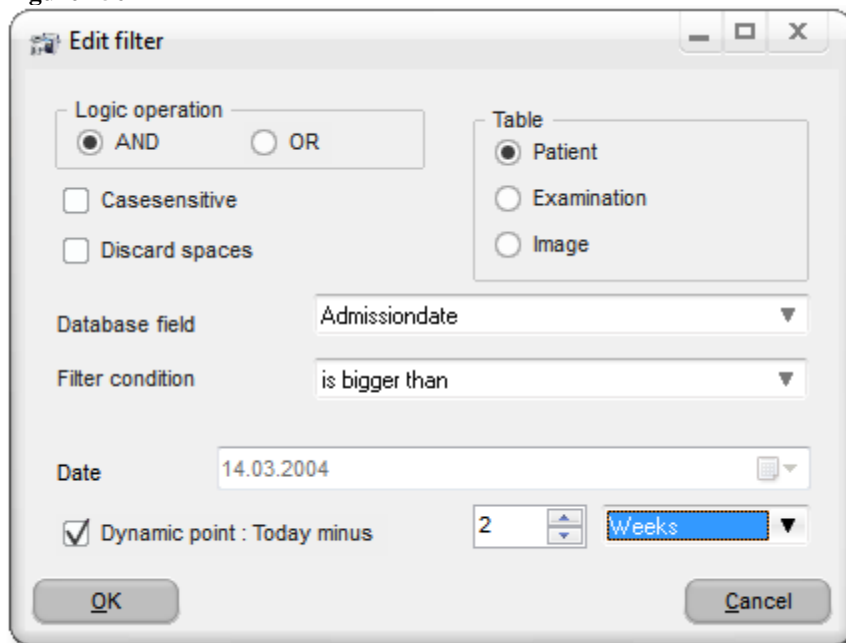 Edit filter
Logic operation
AND OR
Table
Patient
Casesensitive
Examination
Discard spaces
Image
Database field Admissiondate
Filter condition is bigger than
Date 14.03.2004
Dynamic point : Today minus 2 Weeks
OK Cancel